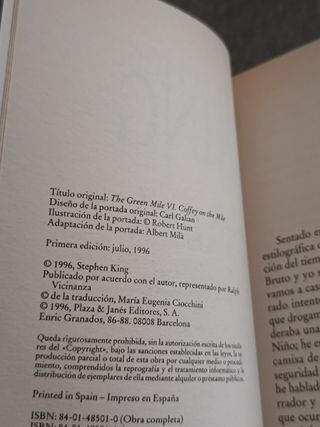 Título original: The Green Mile VI. Coffey on the Mile
Diseño de la portada original: Carl Galian
Ilustración de la portada: © Robert Hunt
Adaptación de la portada: Albert Milà
Primera edición: julio, 1996
© 1996, Stephen King
Publicado por acuerdo con el autor, representado por Ralph
Vicinanza
© de la traducción, María Eugenia Ciocchini
© 1996, Plaza & Janés Editores, S. A.
Enric Granados, 86-88. 08008 Barcelona
Queda rigurosamente prohibida, sin la autorización escrita de los titula-
res del «Copyright», bajo las sanciones establecidas en las leyes, la re-
producción parcial o total de esta obra por cualquier medio o procedi-
miento, comprendidos la reprografía y el tratamiento informático y la
distribución de ejemplares de ella mediante alquiler o préstamo públicos.
Printed in Spain – Impreso en España
ISBN: 84-01-48501-0 (Obra completa)
Sentado e
estilográfica
ción del tiem
Bruto y yo s
vamos a cas
rado intent
que drogam
deraba una
Niño; he en
camisa de
seguridad
he hablad
rrador y
que ocur